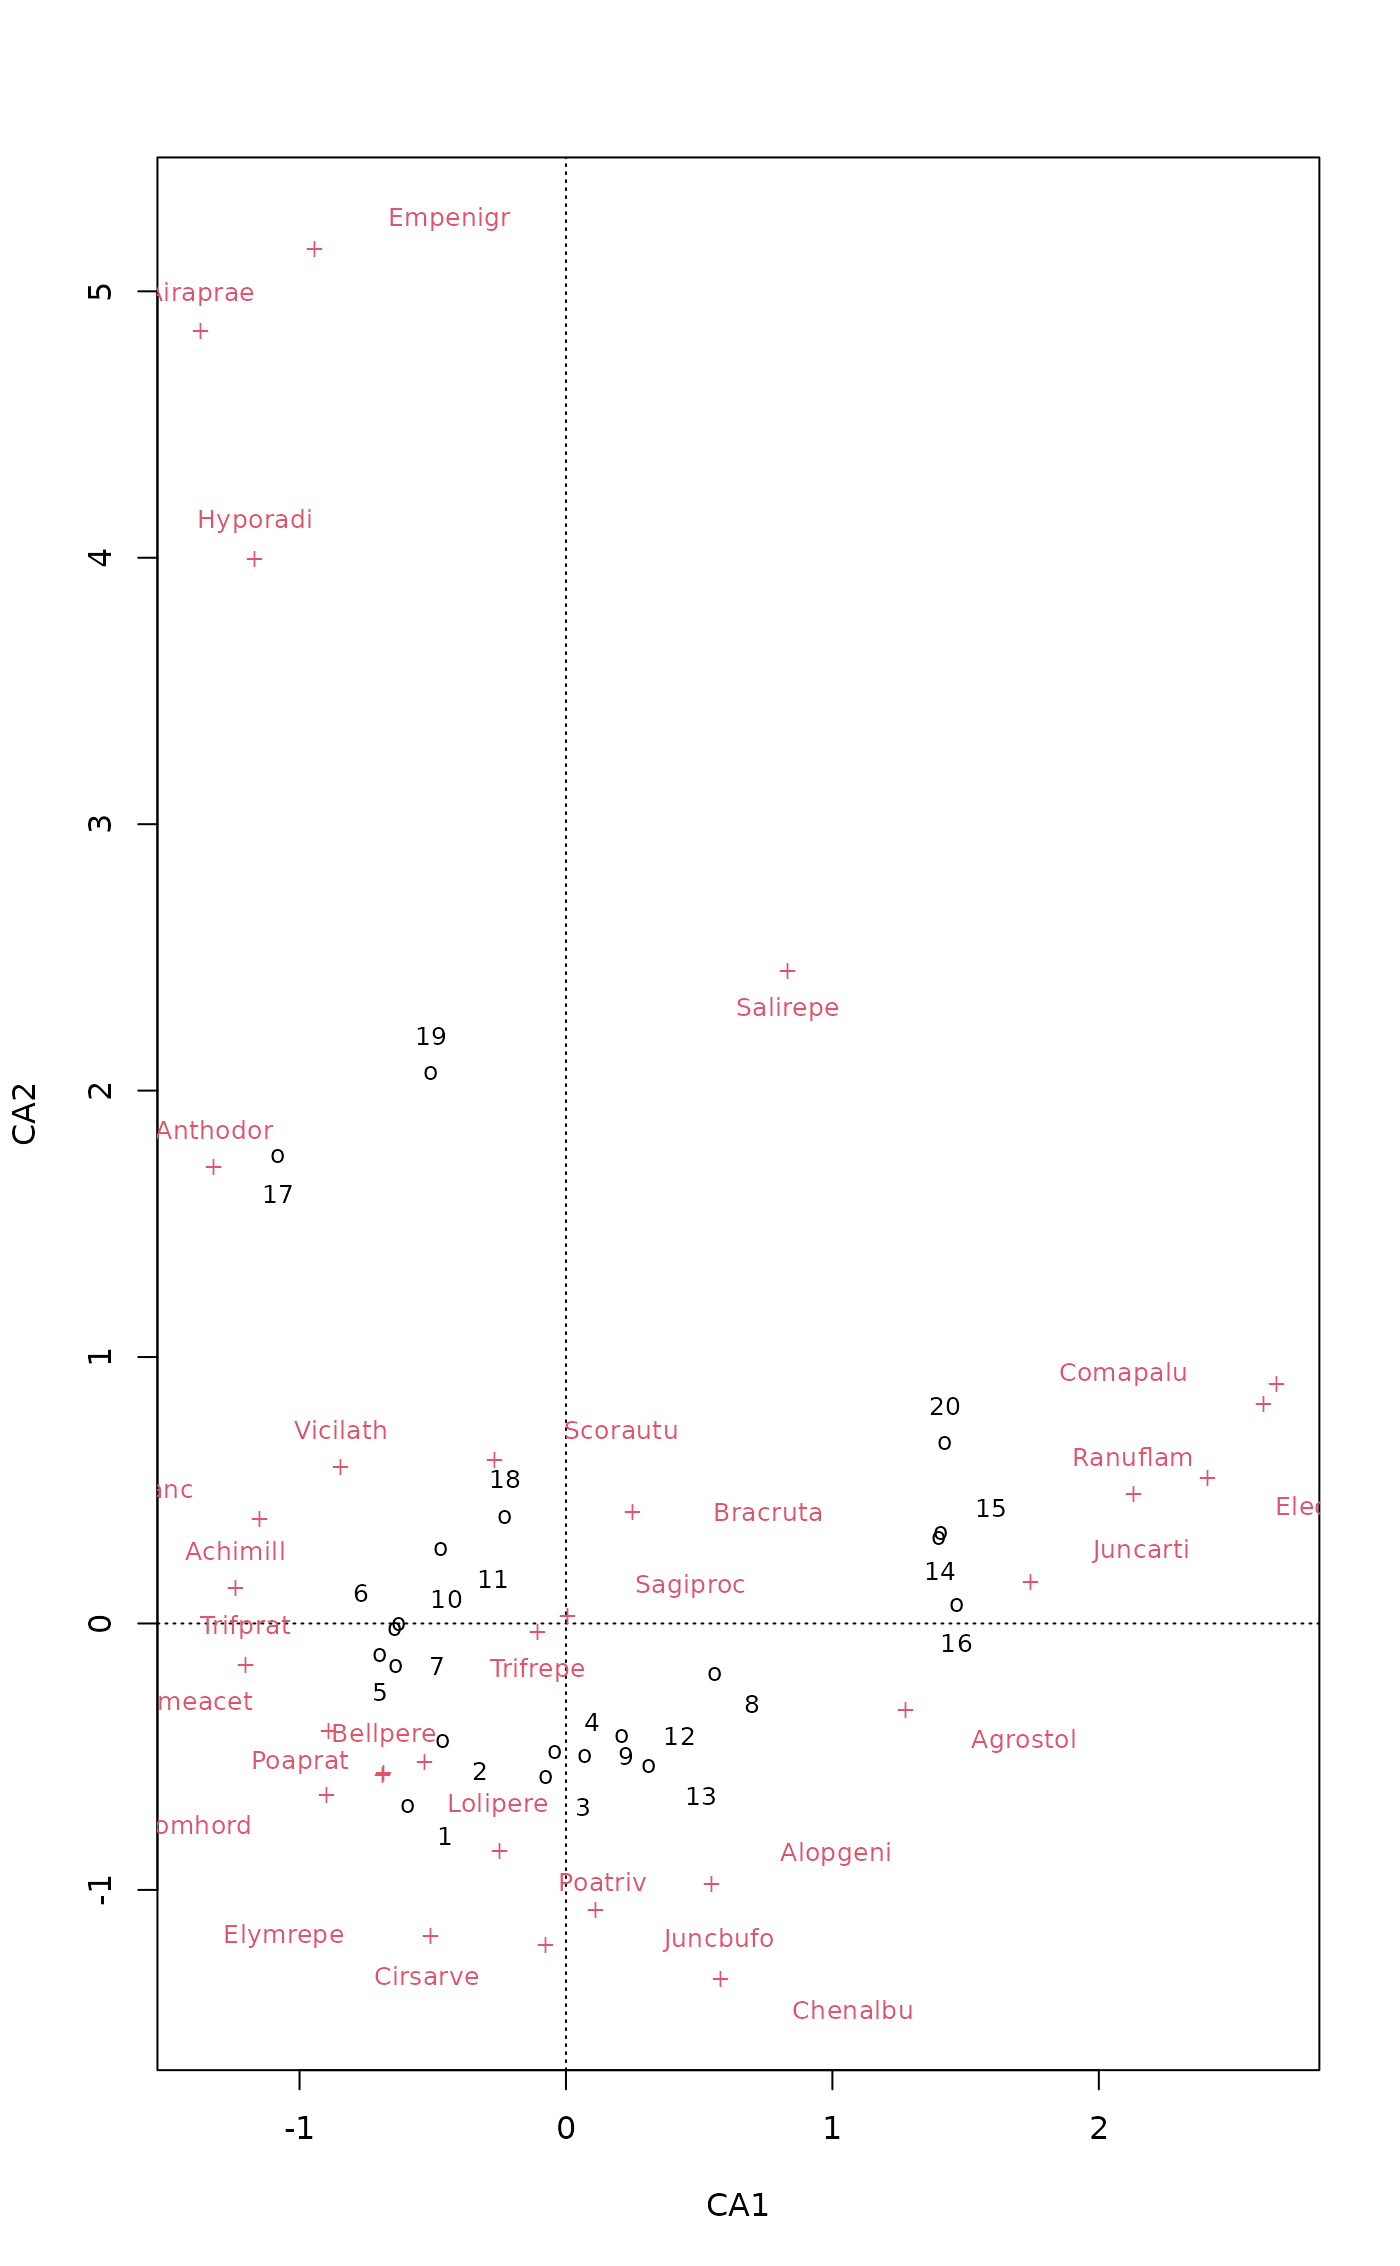 Empenigr
5
Airaprae
Hyporadi
4
3
Salirepe
19
2
CA2
Anthodor
17
1
Comapalu
20
Vicilath
Scorautu
Ranuflam
18
anc
15
Elec
Bracruta
Achimill
Juncarti
14
11
Sagiproc
6
10
0
Trifprat
16
7
Trifrepe
5
meacet
8
4
Bellpere
12
Agrostol
9
Poaprat
2
13
Lolipere
3
omhord
1
Alopgeni
Poatriv
-1
Elymrepe
Juncbufo
Cirsarve
Chenalbu
-1
0
1
2
CA1